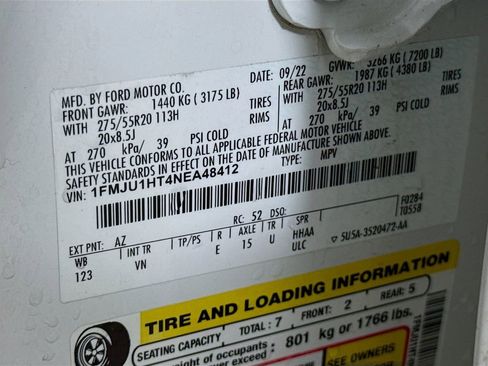 MFD. BY FORD MOTOR CO.
DATE: 09/22 GVWR: 3266 KG ( 7200 LB)
FRONT GAWR: 1440 KG ( 3175 LB) REAR GAWR: 1987 KG ( 4380 LB)
WITH 275/55R20 113H TIRES WITH 275/55R20 113H TIRES
20x8.5J RIMS 20x8.5J RIMS
AT 270 kPa/ 39 PSI COLD AT 270 kPa/ 39 PSI COLD
THIS VEHICLE CONFORMS TO ALL APPLICABLE FEDERAL MOTOR VEHICLE
SAFETY STANDARDS IN EFFECT ON THE DATE OF MANUFACTURE SHOWN ABOVE.
VIN: 1FMJU1HT4NEA48412 TYPE: MPV
EXT PNT: AZ RC: 52 DSO: F0284
WB INT TR TP/PS R AXLE TR SPR T0558
123 VN E 15 U HHAA
ULC 5U5A-3520472-AA
TIRE AND LOADING INFORMATION
SEATING CAPACITY TOTAL: 7 FRONT: 2 REAR: 5
weight of occupants
exceed 801 kg or 1766 lbs.
SEE OWNERS